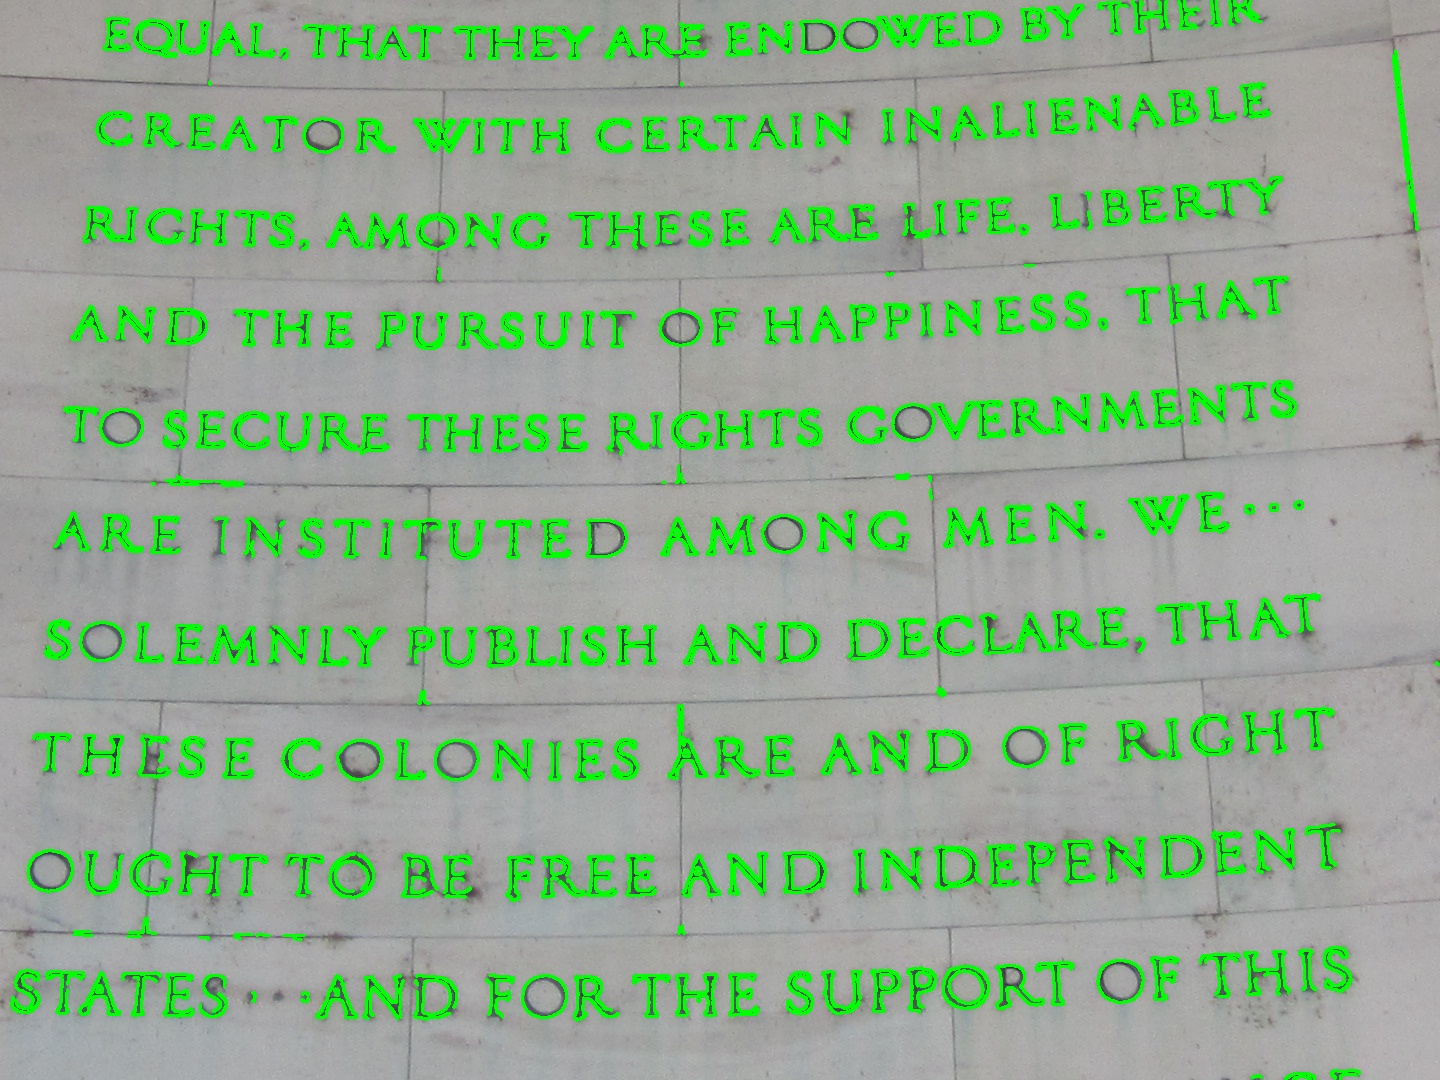 EQUAL, THAT THEY ARE ENDOWED BY THEIR
CREATOR WITH CERTAIN INALIENABLE
RIGHTS, AMONG THESE ARE LIFE, LIBERTY
AND THE PURSUIT OF HAPPINESS, THAT
TO SECURE THESE RIGHTS GOVERNMENTS
ARE INSTITUTED AMONG MEN. WE···
SOLEMNLY PUBLISH AND DECLARE, THAT
THESE COLONIES ARE AND OF RIGHT
OUGHT TO BE FREE AND INDEPENDENT
STATES···AND FOR THE SUPPORT OF THIS